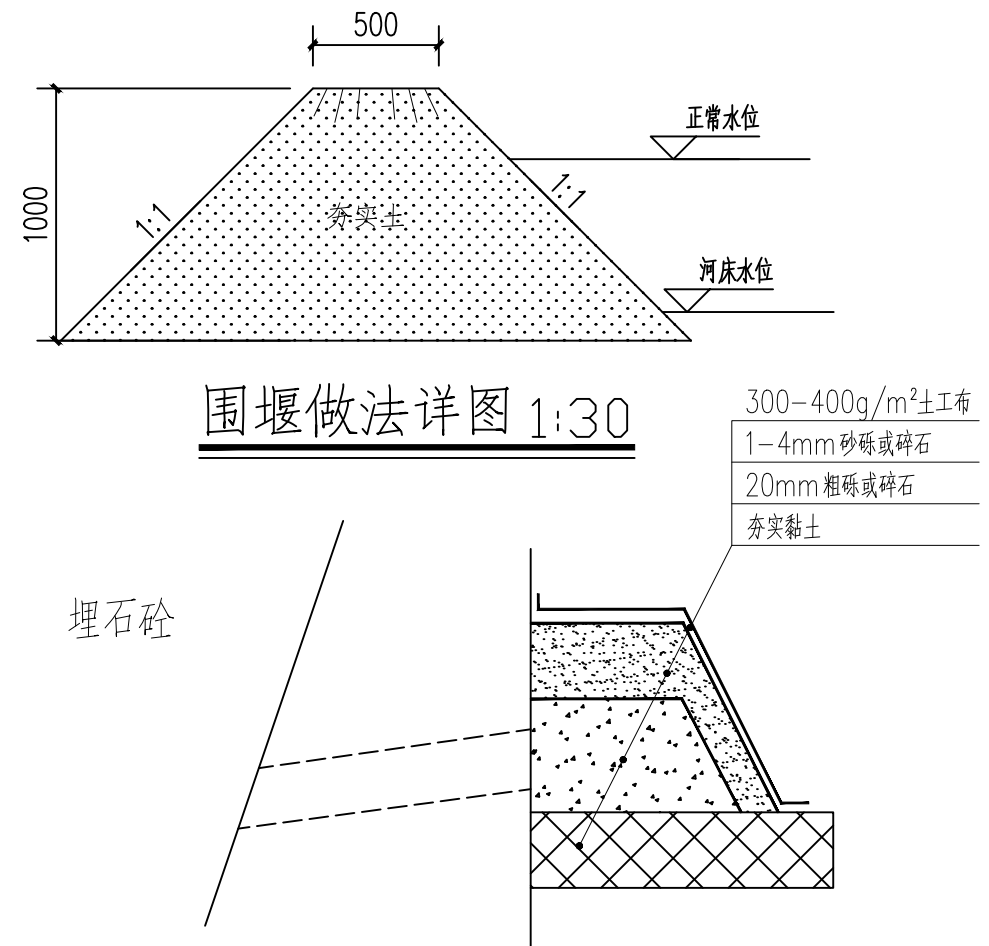 500
正常水位
1:1
1:1
1000
夯实土
河床水位
围堰做法详图 1:30
300-400g/m²土工布
1-4mm砂砾或碎石
20mm粗砾或碎石
夯实黏土
埋石砼